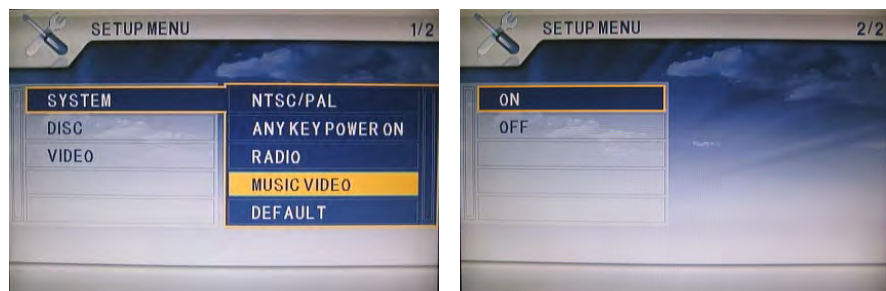 SETUP MENU 1/2
SYSTEM
DISC
VIDEO
NTSC/PAL
ANY KEY POWER ON
RADIO
MUSIC VIDEO
DEFAULT
SETUP MENU 2/2
ON
OFF